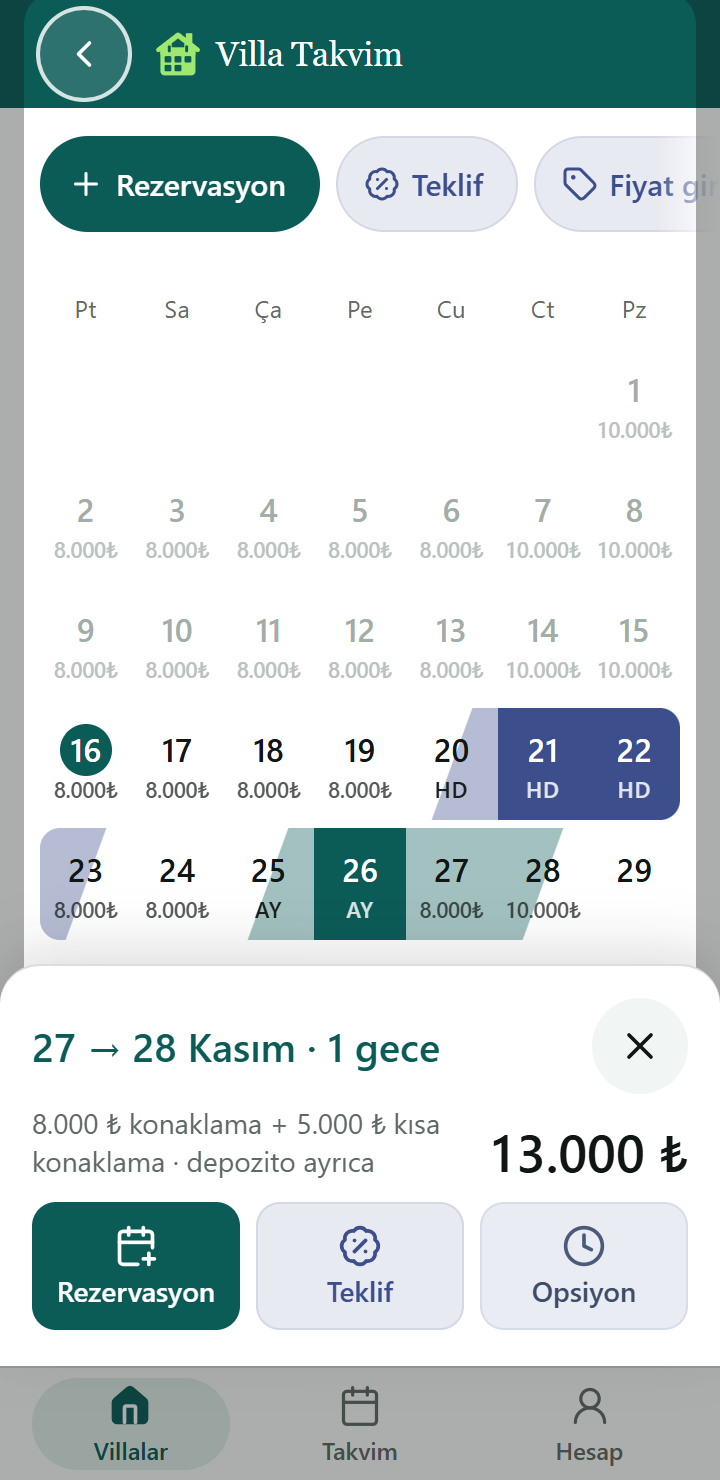 Villa Takvim
Rezervasyon
Teklif
Fiyat gir
Pt Sa Ça Pe Cu Ct Pz
1
10.000₺
2 3 4 5 6 7 8
8.000₺ 8.000₺ 8.000₺ 8.000₺ 8.000₺ 10.000₺ 10.000₺
9 10 11 12 13 14 15
8.000₺ 8.000₺ 8.000₺ 8.000₺ 8.000₺ 10.000₺ 10.000₺
16 17 18 19 20 21 22
8.000₺ 8.000₺ 8.000₺ 8.000₺ HD HD HD
23 24 25 26 27 28 29
8.000₺ 8.000₺ AY AY 8.000₺ 10.000₺
27 → 28 Kasım · 1 gece
8.000 ₺ konaklama + 5.000 ₺ kısa
konaklama · depozito ayrıca
13.000 ₺
Rezervasyon
Teklif
Opsiyon
Villalar
Takvim
Hesap